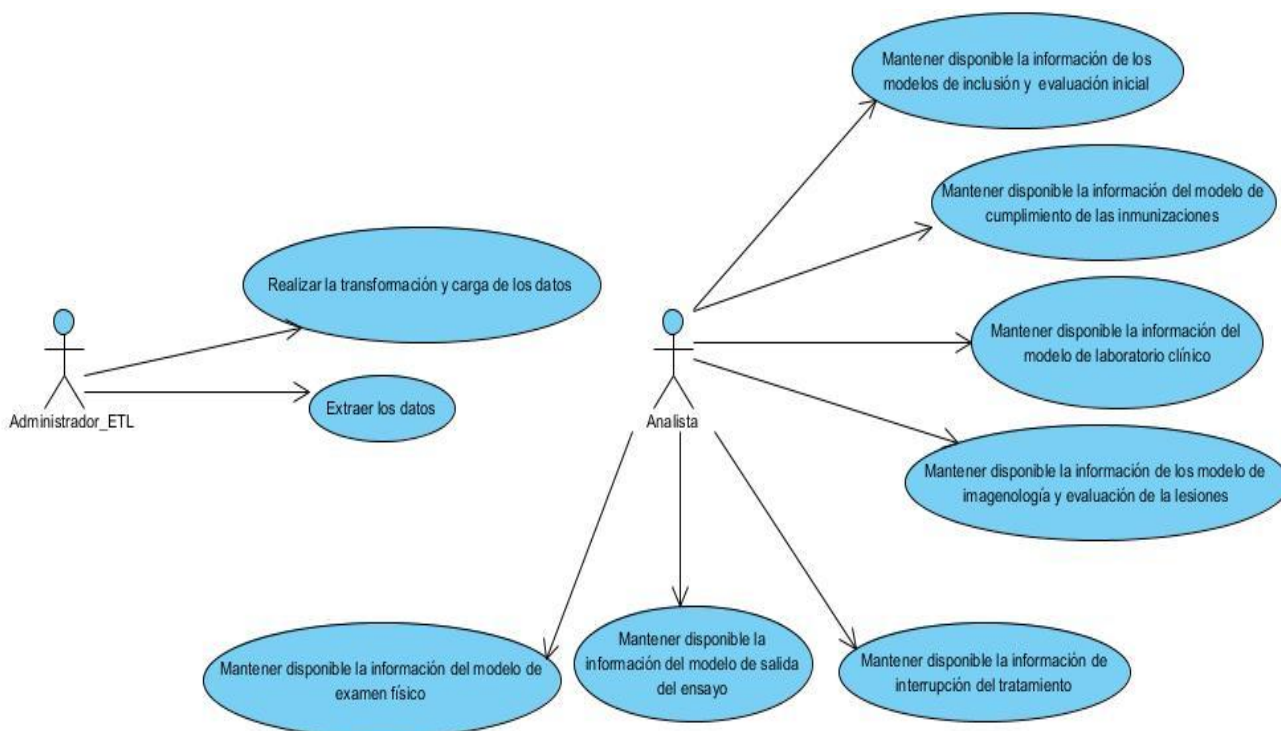 Mantener disponible la información de los
modelos de inclusión y evaluación inicial
Mantener disponible la información del modelo de
cumplimiento de las inmunizaciones
Realizar la transformación y carga de los datos
Mantener disponible la información del
modelo de laboratorio clínico
Extraer los datos
Administrador_ETL
Analista
Mantener disponible la información de los modelo de
imagenología y evaluación de la lesiones
Mantener disponible la información del modelo de
examen físico
Mantener disponible la
información del modelo de salida
del ensayo
Mantener disponible la información de
interrupción del tratamiento